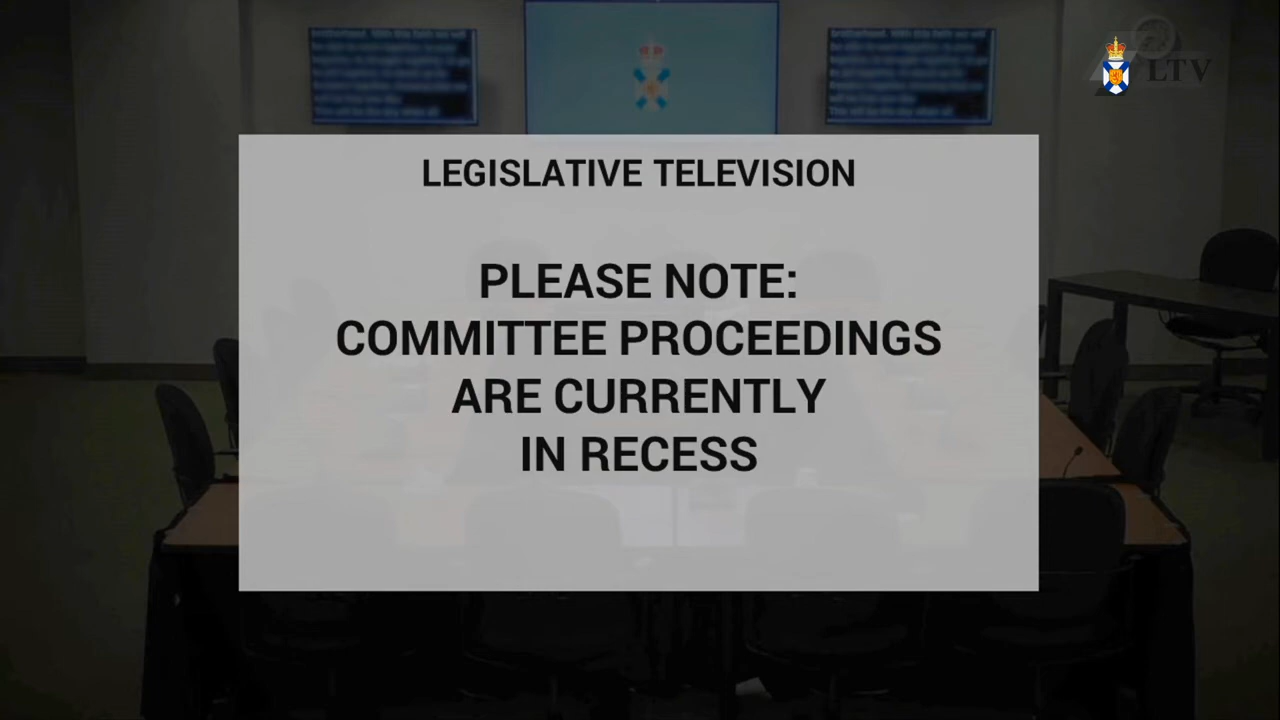 LTV
LEGISLATIVE TELEVISION
PLEASE NOTE:
COMMITTEE PROCEEDINGS
ARE CURRENTLY
IN RECESS